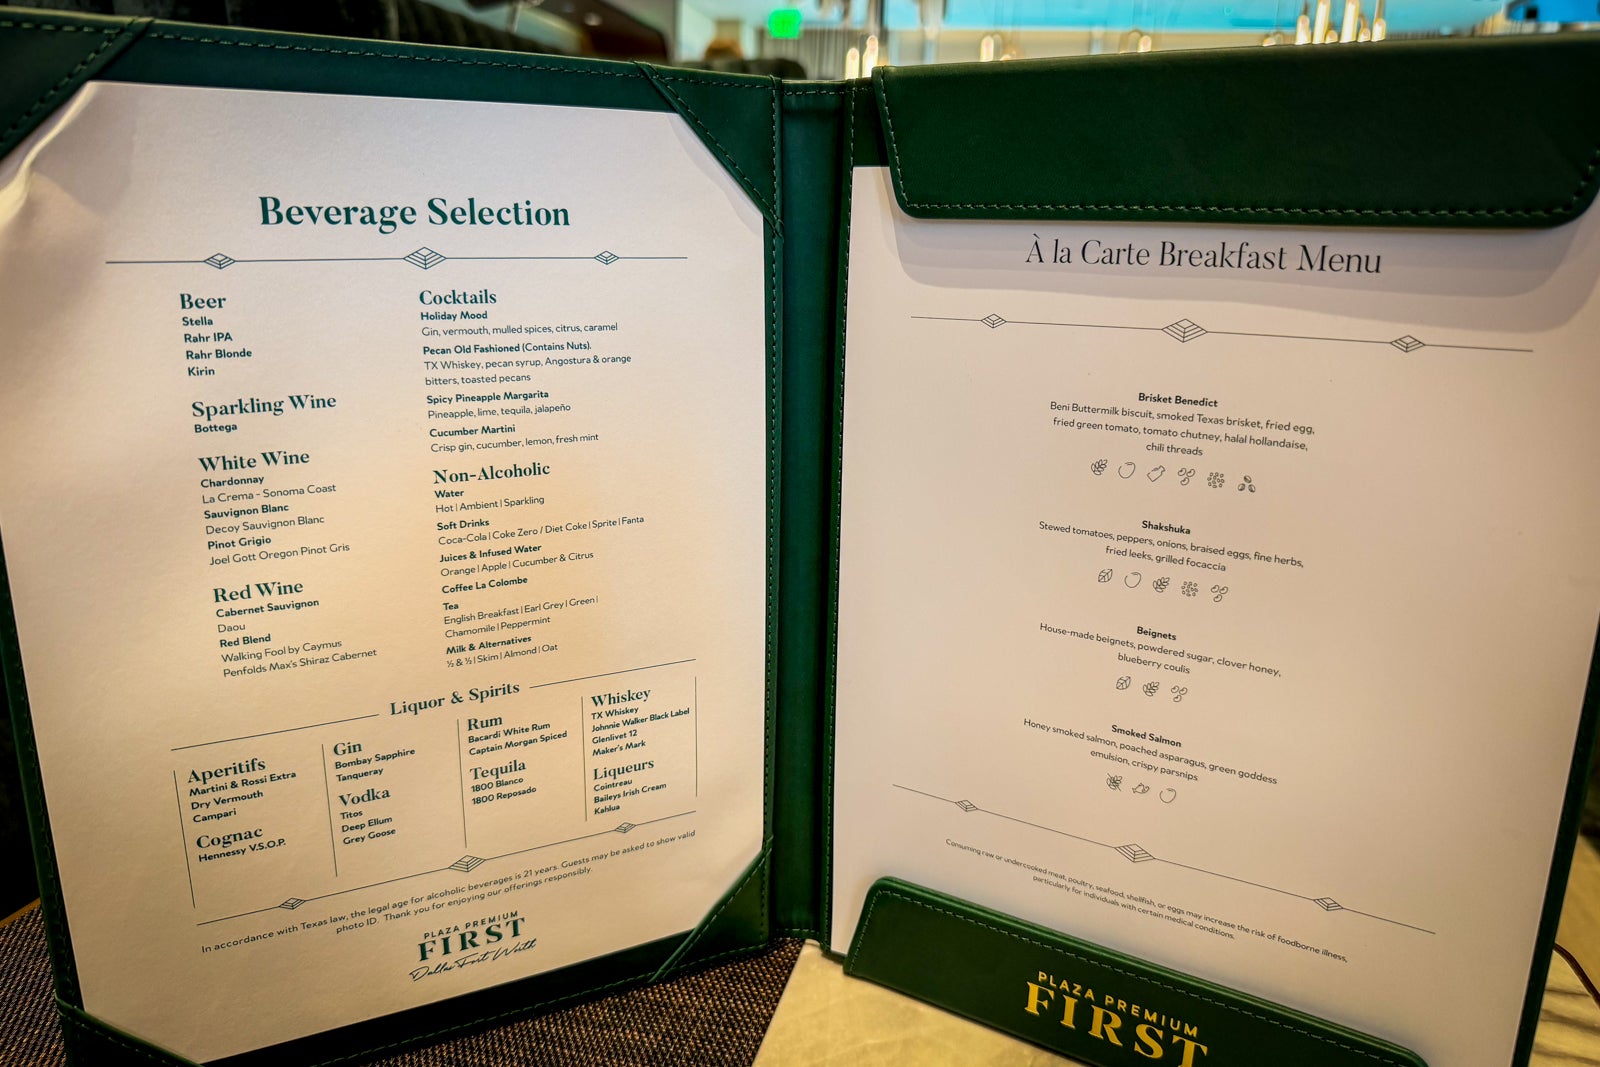 Beverage Selection
Beer
Stella
Rahr IPA
Rahr Blonde
Kirin
Sparkling Wine
Bottega
White Wine
Chardonnay
La Crema - Sonoma Coast
Sauvignon Blanc
Decoy Sauvignon Blanc
Pinot Grigio
Joel Gott Oregon Pinot Gris
Red Wine
Cabernet Sauvignon
Daou
Red Blend
Walking Fool by Caymus
Penfolds Max's Shiraz Cabernet
Cocktails
Holiday Mood
Gin, vermouth, mulled spices, citrus, caramel
Pecan Old Fashioned (Contains Nuts).
TX Whiskey, pecan syrup, Angostura & orange
bitters, toasted pecans
Spicy Pineapple Margarita
Pineapple, lime, tequila, jalapeño
Cucumber Martini
Crisp gin, cucumber, lemon, fresh mint
Non-Alcoholic
Water
Hot | Ambient | Sparkling
Soft Drinks
Coca-Cola | Coke Zero / Diet Coke | Sprite | Fanta
Juices & Infused Water
Orange | Apple | Cucumber & Citrus
Coffee La Colombe
Tea
English Breakfast | Earl Grey | Green |
Chamomile | Peppermint
Milk & Alternatives
½ & ½ | Skim | Almond | Oat
Liquor & Spirits
Aperitifs
Martini & Rossi Extra
Dry Vermouth
Campari
Cognac
Hennessy V.S.O.P.
Gin
Bombay Sapphire
Tanqueray
Vodka
Titos
Deep Ellum
Grey Goose
Rum
Bacardi White Rum
Captain Morgan Spiced
Tequila
1800 Blanco
1800 Reposado
Whiskey
TX Whiskey
Johnnie Walker Black Label
Glenlivet 12
Maker's Mark
Liqueurs
Cointreau
Baileys Irish Cream
Kahlua
In accordance with Texas law, the legal age for alcoholic beverages is 21 years. Guests may be asked to show valid
photo ID. Thank you for enjoying our offerings responsibly.
PLAZA PREMIUM
FIRST
Dallas Fort Worth
À la Carte Breakfast Menu
Brisket Benedict
Beni Buttermilk biscuit, smoked Texas brisket, fried egg,
fried green tomato, tomato chutney, halal hollandaise,
chili threads
Shakshuka
Stewed tomatoes, peppers, onions, braised eggs, fine herbs,
fried leeks, grilled focaccia
Beignets
House-made beignets, powdered sugar, clover honey,
blueberry coulis
Smoked Salmon
Honey smoked salmon, poached asparagus, green goddess
emulsion, crispy parsnips
Consuming raw or undercooked meat, poultry, seafood, shellfish, or eggs may increase the risk of foodborne illness,
particularly for individuals with certain medical conditions.
PLAZA PREMIUM
FIRST